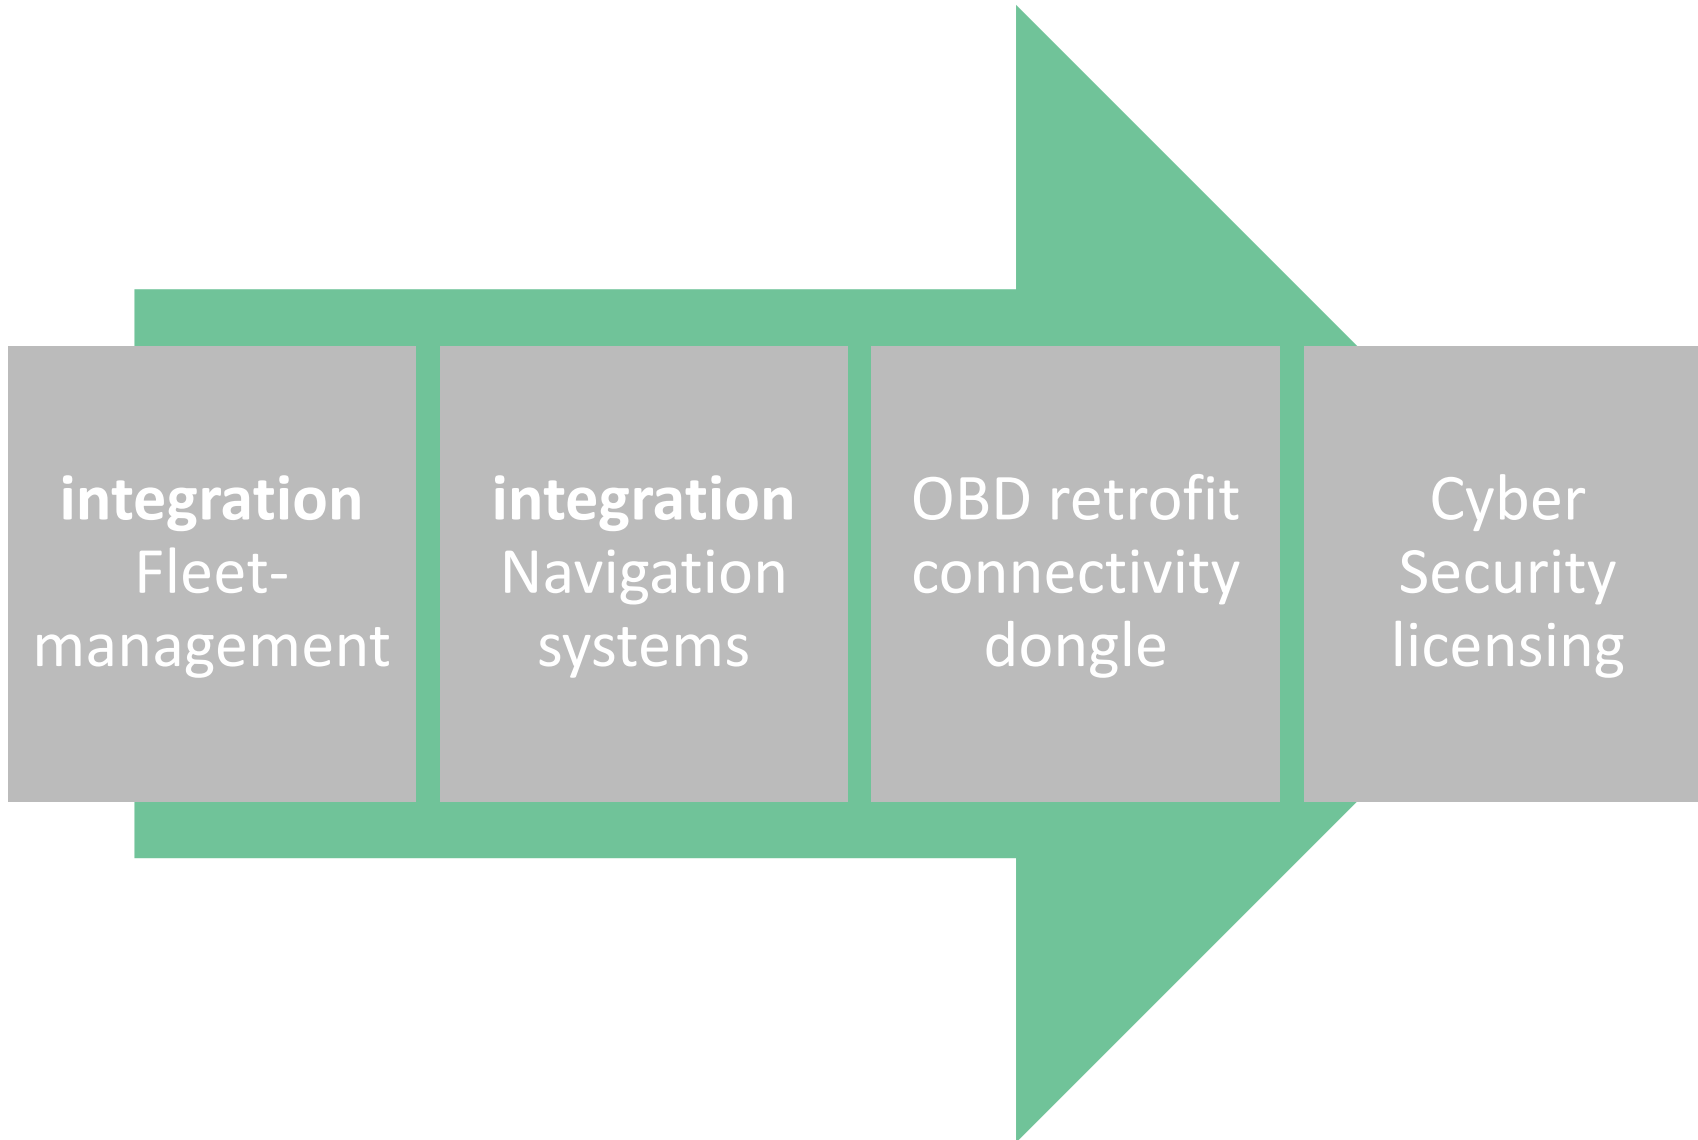 integration
Fleet-
management
integration
Navigation
systems
OBD retrofit
connectivity
dongle
Cyber
Security
licensing